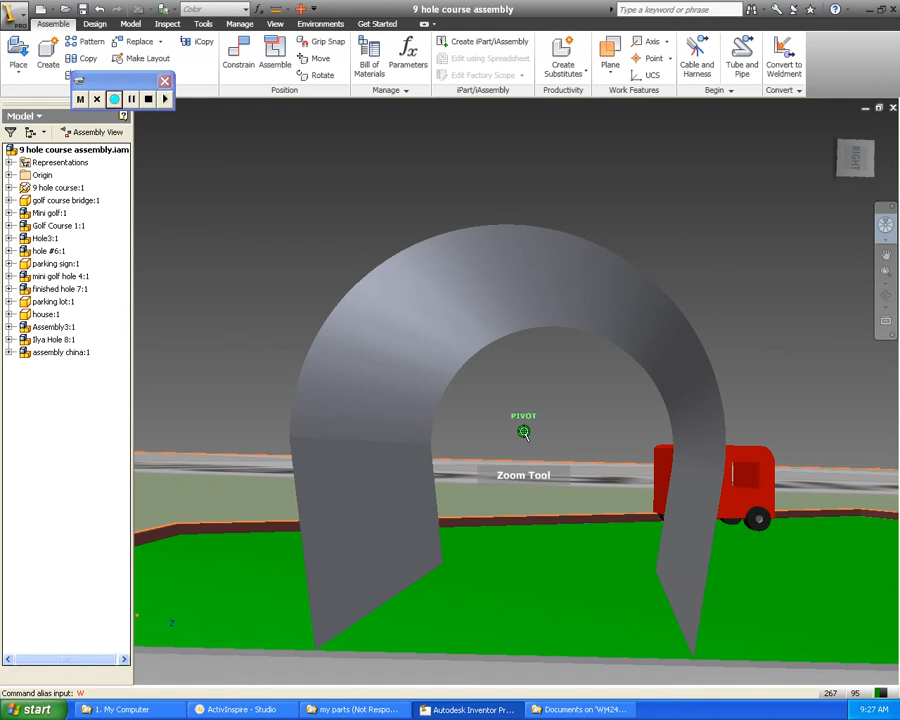 9 hole course assembly
Type a keyword or phrase
Color
PRO
Assemble Design Model Inspect Tools Manage View Environments Get Started
Place
Create
Pattern
Copy
Replace
Make Layout
iCopy
Constrain
Assemble
Grip Snap
Move
Rotate
Position
Bill of Materials
Parameters
Manage
Create iPart/iAssembly
Edit using Spreadsheet
Edit Factory Scope
iPart/iAssembly
Create Substitutes
Productivity
Plane
Axis
Point
UCS
Work Features
Cable and Harness
Tube and Pipe
Begin
Convert to Weldment
Convert
M
Model
Assembly View
9 hole course assembly.iam
Representations
Origin
9 hole course:1
golf course bridge:1
Mini golf:1
Golf Course 1:1
Hole3:1
hole #6:1
parking sign:1
mini golf hole 4:1
finished hole 7:1
parking lot:1
house:1
Assembly3:1
Ilya Hole 8:1
assembly china:1
RIGHT
PIVOT
Zoom Tool
Z
Command alias input: W
267 95
start
1. My Computer
ActivInspire - Studio
my parts (Not Respo...
Autodesk Inventor Pr...
Documents on 'Wj424...
9:27 AM